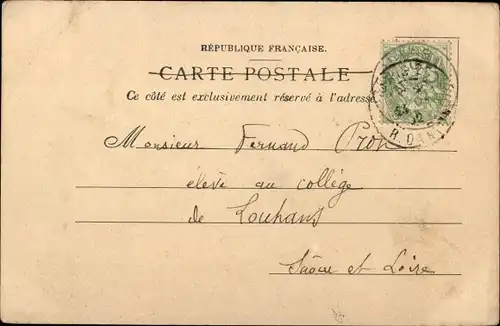 RÉPUBLIQUE FRANÇAISE.
CARTE POSTALE
Ce côté est exclusivement réservé à l'adresse
Monsieur Fernand
élève au collège
de Louhans
Saône et Loire